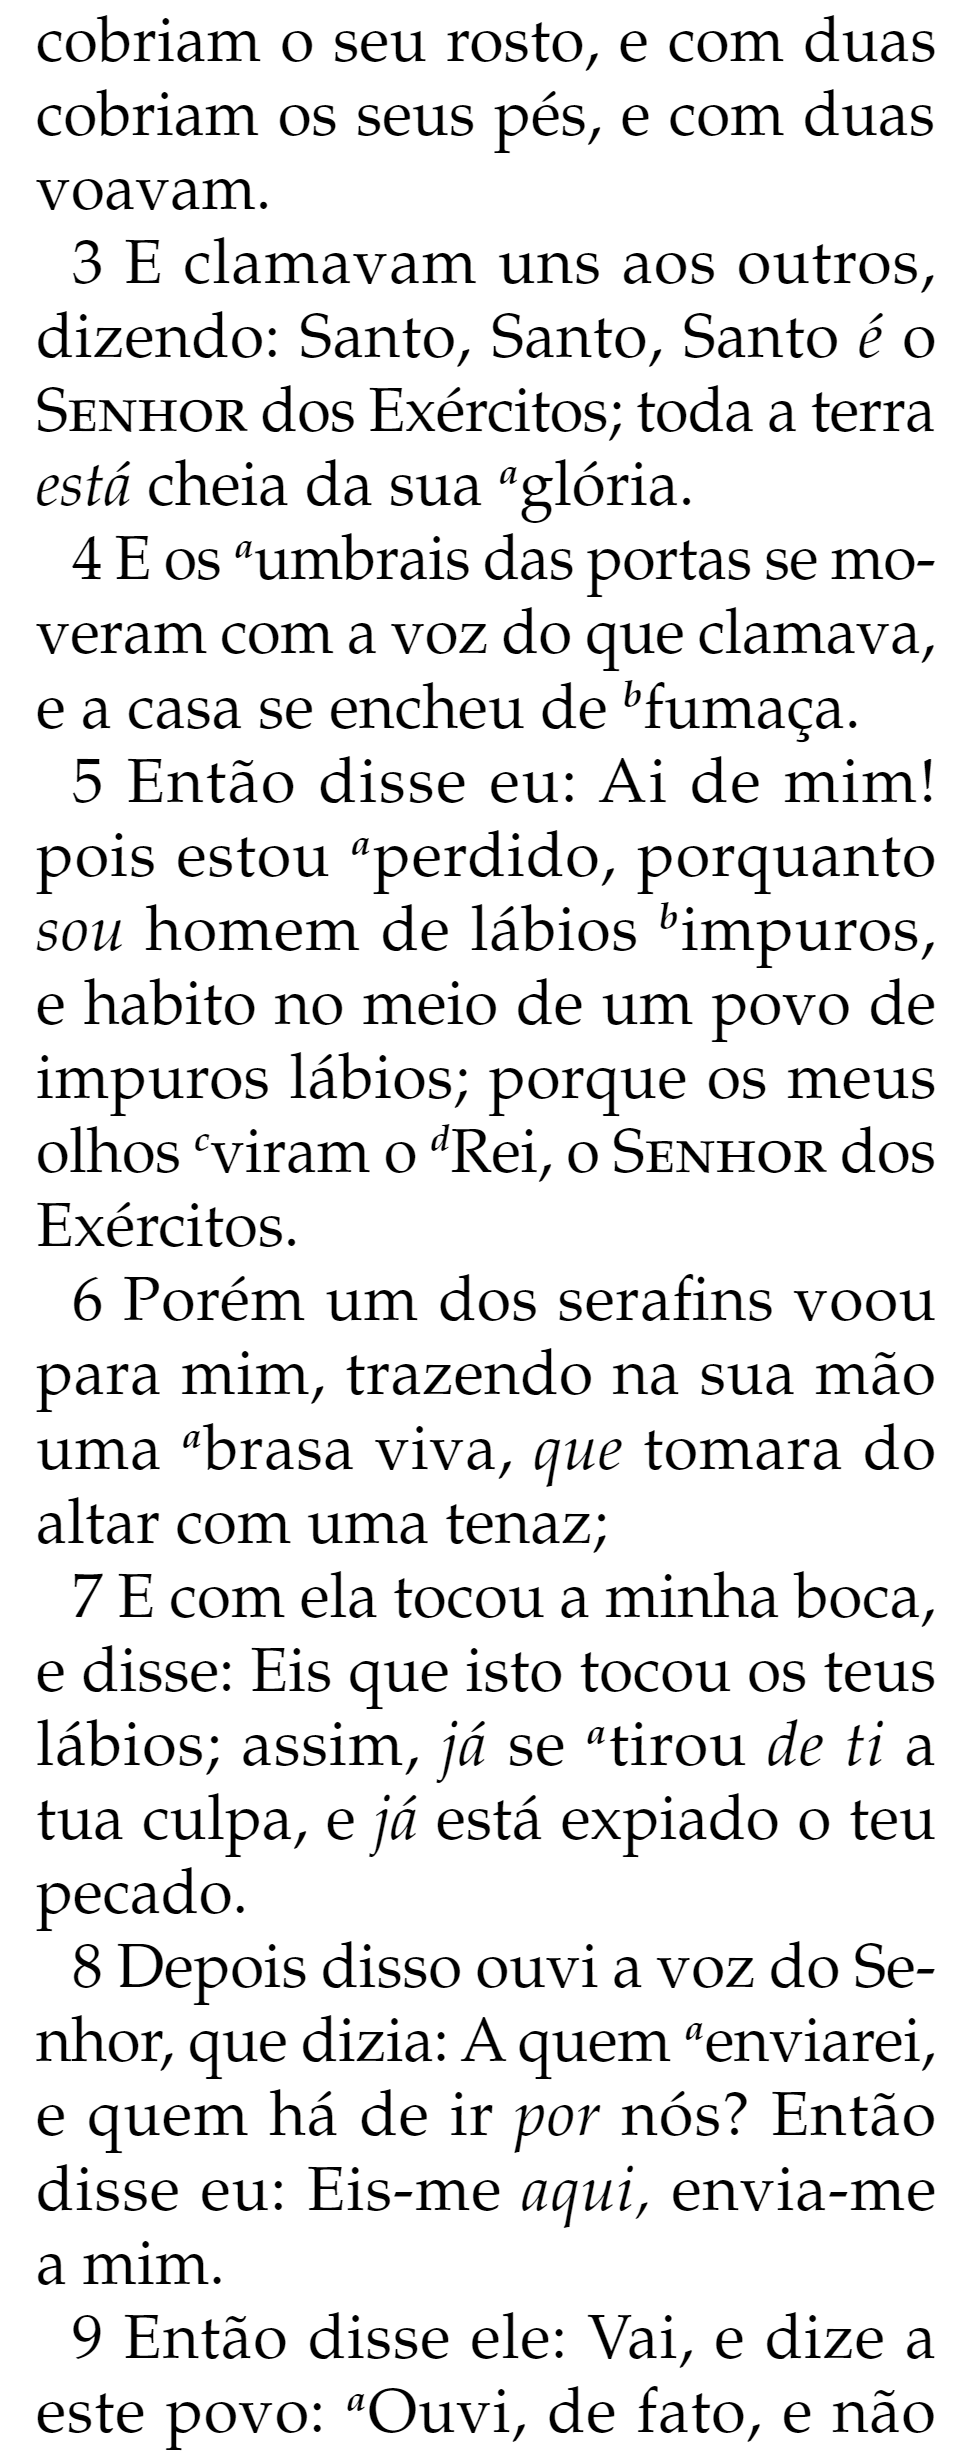 cobriam o seu rosto, e com duas
cobriam os seus pés, e com duas
voavam.
3 E clamavam uns aos outros,
dizendo: Santo, Santo, Santo é o
SENHOR dos Exércitos; toda a terra
está cheia da sua ᵃglória.
4 E os ᵃumbrais das portas se mo-
veram com a voz do que clamava,
e a casa se encheu de ᵇfumaça.
5 Então disse eu: Ai de mim!
pois estou ᵃperdido, porquanto
sou homem de lábios ᵇimpuros,
e habito no meio de um povo de
impuros lábios; porque os meus
olhos ᶜviram o ᵈRei, o SENHOR dos
Exércitos.
6 Porém um dos serafins voou
para mim, trazendo na sua mão
uma ᵃbrasa viva, que tomara do
altar com uma tenaz;
7 E com ela tocou a minha boca,
e disse: Eis que isto tocou os teus
lábios; assim, já se ᵃtirou de ti a
tua culpa, e já está expiado o teu
pecado.
8 Depois disso ouvi a voz do Se-
nhor, que dizia: A quem ᵃenviarei,
e quem há de ir por nós? Então
disse eu: Eis-me aqui, envia-me
a mim.
9 Então disse ele: Vai, e dize a
este povo: ᵃOuvi, de fato, e não